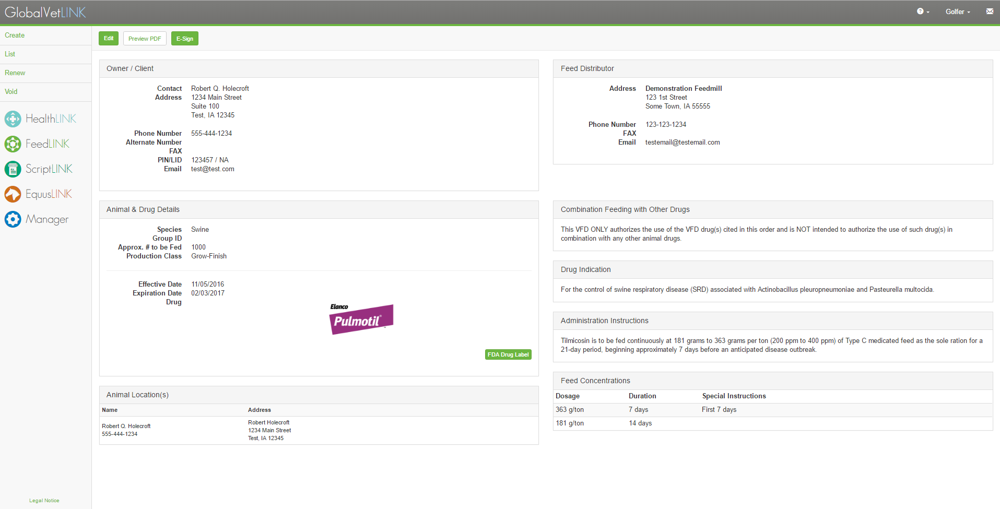 GlobalVetLINK
Golfer
Create
List
Renew
Void
HealthLINK
FeedLINK
ScriptLINK
EquusLINK
Manager
Legal Notice
Edit
Preview PDF
E-Sign
Owner / Client
Contact Robert Q. Holecroft
Address 1234 Main Street
Suite 100
Test, IA 12345
Phone Number 555-444-1234
Alternate Number
FAX
PIN/LID 123457 / NA
Email test@test.com
Feed Distributor
Address Demonstration Feedmill
123 1st Street
Some Town, IA 55555
Phone Number 123-123-1234
FAX
Email testemail@testemail.com
Animal & Drug Details
Species Swine
Group ID
Approx. # to be Fed 1000
Production Class Grow-Finish
Effective Date 11/05/2016
Expiration Date 02/03/2017
Drug
Elanco
Pulmotil®
FDA Drug Label
Animal Location(s)
Name Address
Robert Q. Holecroft
555-444-1234
Robert Holecroft
1234 Main Street
Test, IA 12345
Combination Feeding with Other Drugs
This VFD ONLY authorizes the use of the VFD drug(s) cited in this order and is NOT intended to authorize the use of such drug(s) in
combination with any other animal drugs.
Drug Indication
For the control of swine respiratory disease (SRD) associated with Actinobacillus pleuropneumoniae and Pasteurella multocida.
Administration Instructions
Tilmicosin is to be fed continuously at 181 grams to 363 grams per ton (200 ppm to 400 ppm) of Type C medicated feed as the sole ration for a
21-day period, beginning approximately 7 days before an anticipated disease outbreak.
Feed Concentrations
Dosage Duration Special Instructions
363 g/ton 7 days First 7 days
181 g/ton 14 days